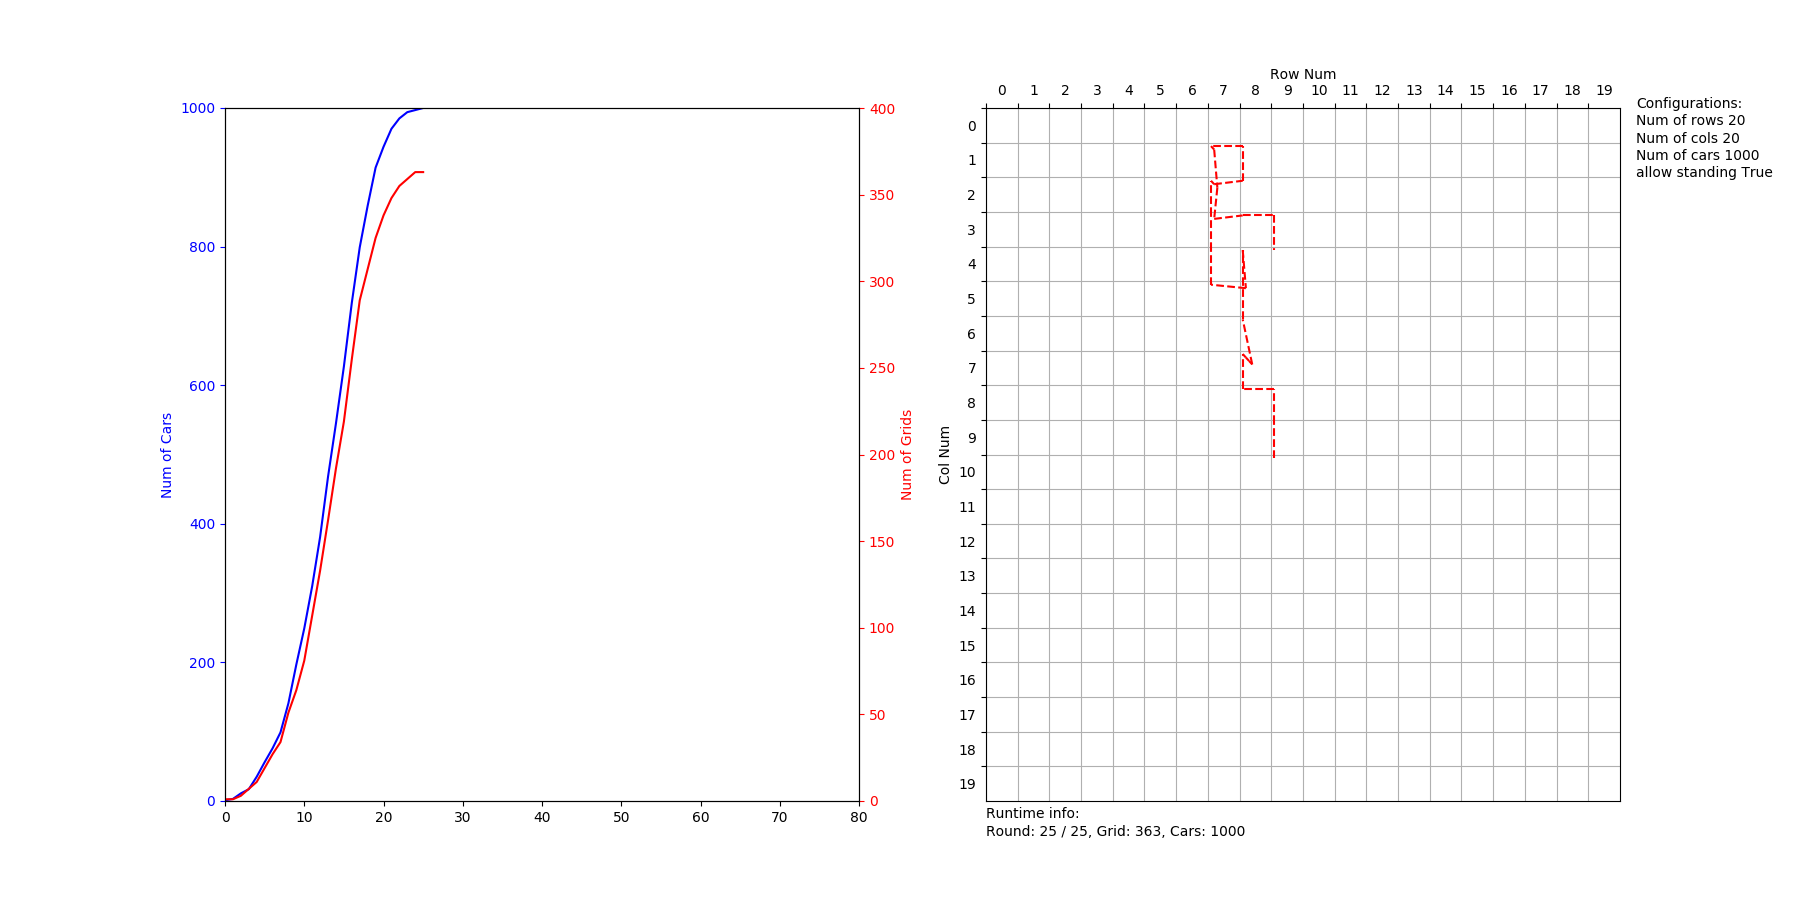 1000
800
600
400
200
0
Num of Cars
0 10 20 30 40 50 60 70 80
400
350
300
250
200
150
100
50
0
Num of Grids
Row Num
0 1 2 3 4 5 6 7 8 9 10 11 12 13 14 15 16 17 18 19
Col Num
0
1
2
3
4
5
6
7
8
9
10
11
12
13
14
15
16
17
18
19
Configurations:
Num of rows 20
Num of cols 20
Num of cars 1000
allow standing True
Runtime info:
Round: 25 / 25, Grid: 363, Cars: 1000